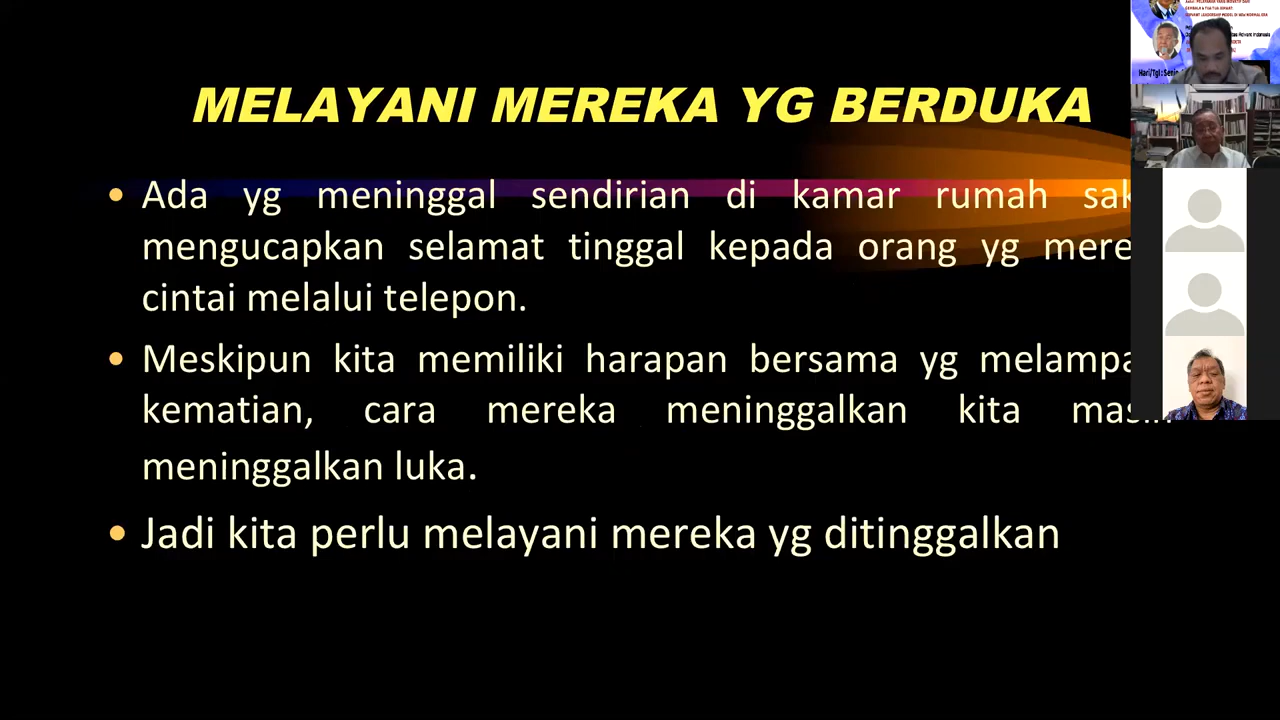 MELAYANI MEREKA YG BERDUKA
• Ada yg meninggal sendirian di kamar rumah
mengucapkan selamat tinggal kepada orang yg
cintai melalui telepon.
• Meskipun kita memiliki harapan bersama yg
kematian, cara mereka meninggalkan kita
meninggalkan luka.
• Jadi kita perlu melayani mereka yg ditinggalkan